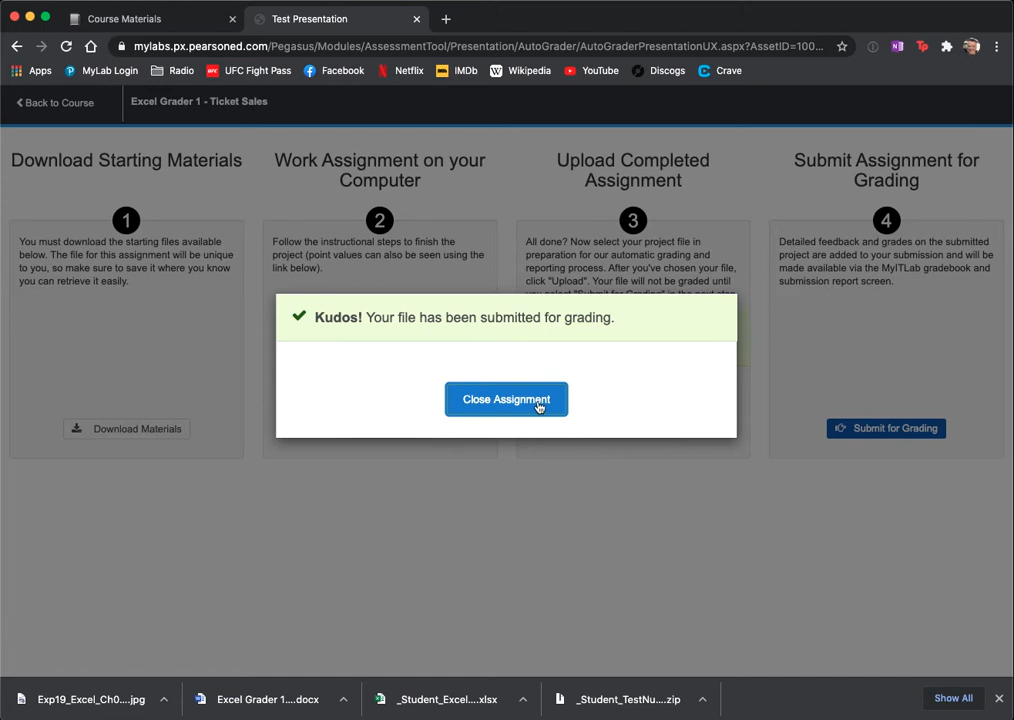 Course Materials
Test Presentation
mylabs.px.pearsoned.com/Pegasus/Modules/AssessmentTool/Presentation/AutoGrader/AutoGraderPresentationUX.aspx?AssetID=100...
Apps
MyLab Login
Radio
UFC Fight Pass
Facebook
Netflix
IMDb
Wikipedia
YouTube
Discogs
Crave
Back to Course
Excel Grader 1 - Ticket Sales
Download Starting Materials
1
You must download the starting files available
below. The file for this assignment will be unique
to you, so make sure to save it where you know
you can retrieve it easily.
Download Materials
Work Assignment on your
Computer
2
Follow the instructional steps to finish the
project (point values can also be seen using the
link below).
Upload Completed
Assignment
3
All done? Now select your project file in
preparation for our automatic grading and
reporting process. After you've chosen your file,
click "Upload". Your file will not be graded until
you select "Submit for Grading" in the next step
Submit Assignment for
Grading
4
Detailed feedback and grades on the submitted
project are added to your submission and will be
made available via the MyITLab gradebook and
submission report screen.
Submit for Grading
Kudos! Your file has been submitted for grading.
Close Assignment
Exp19_Excel_Ch0....jpg
Excel Grader 1....docx
_Student_Excel....xlsx
_Student_TestNu....zip
Show All